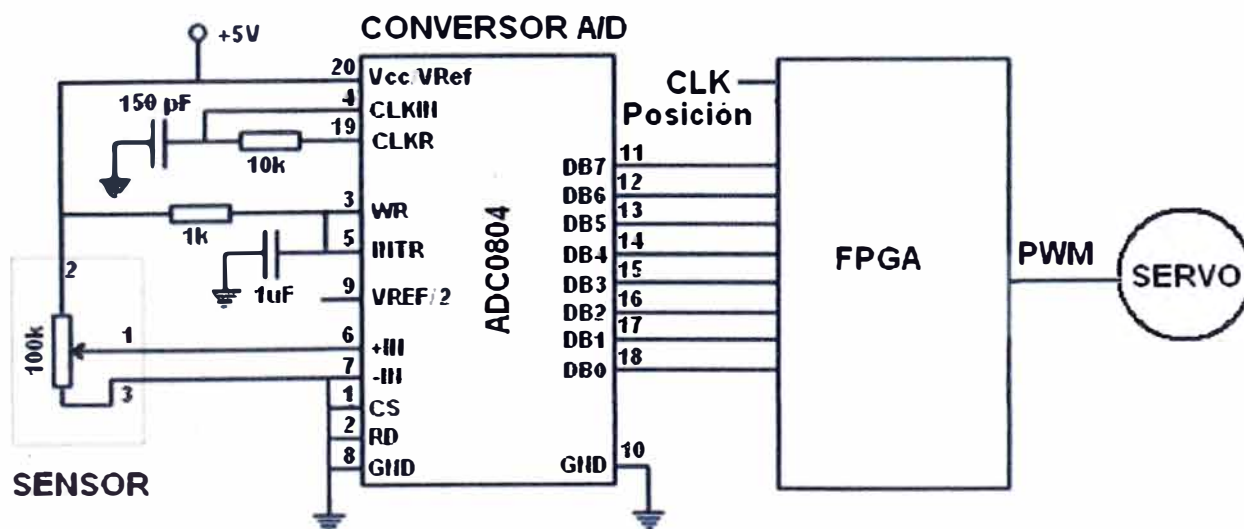 CONVERSOR A/D
+5V
20 Vcc/VRef
150 pF
4 CLKIN
19 CLKR
10k
3 WR
1k
5 INTR
1uF
9 VREF/2
2
100k
1
6 +IN
7 -IN
3
1 CS
2 RD
8 GND
SENSOR
ADC0804
DB7 11
DB6 12
DB5 13
DB4 14
DB3 15
DB2 16
DB1 17
DB0 18
GND 10
CLK
Posición
FPGA
PWM
SERVO